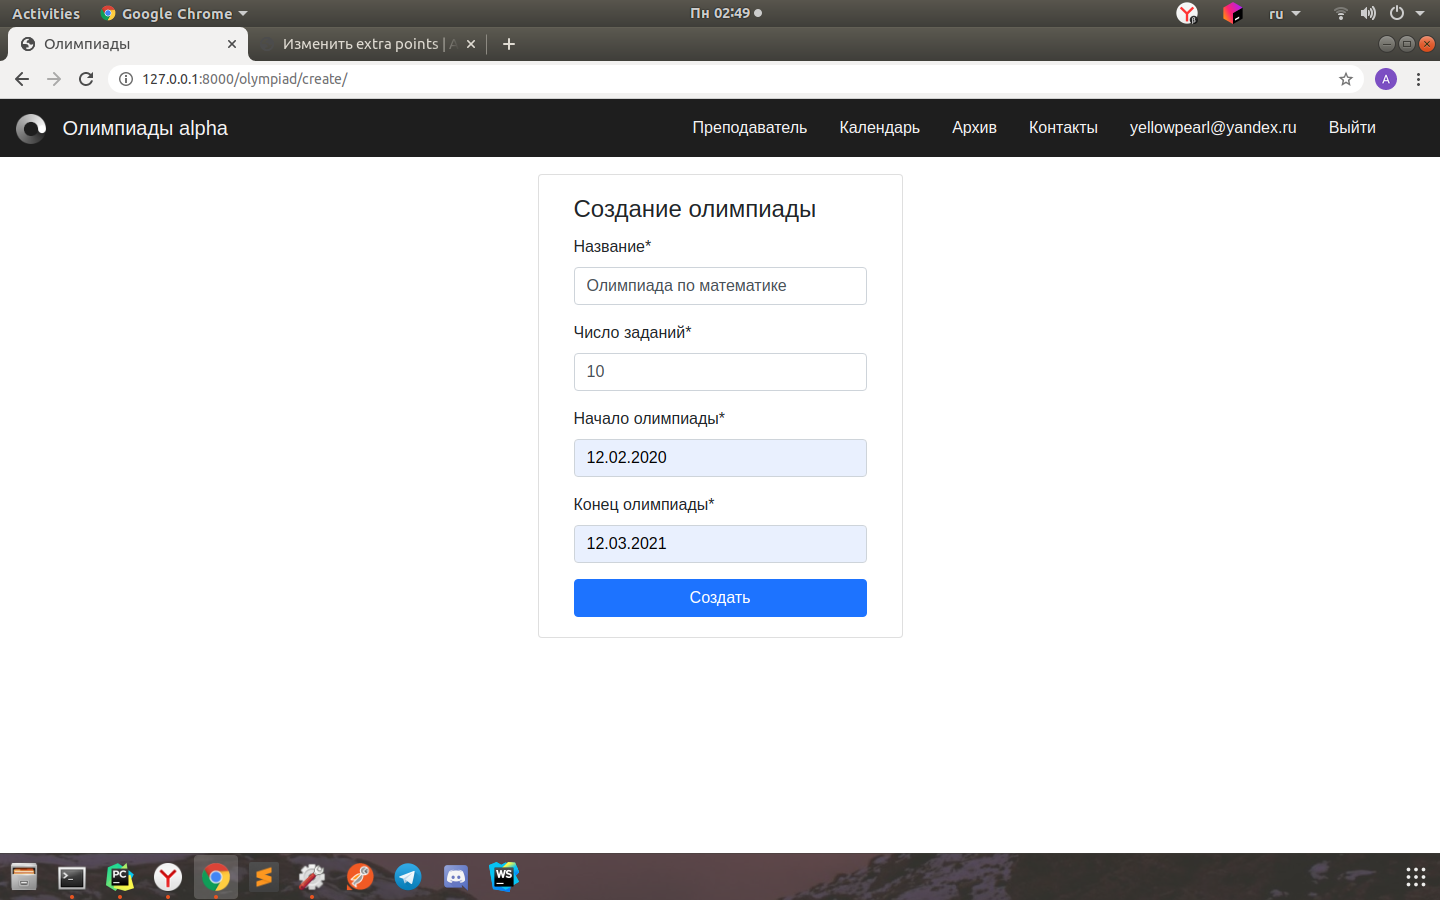 Activities Google Chrome Пн 02:49 ru
Олимпиады Изменить extra points | A
127.0.0.1:8000/olympiad/create/ A
Олимпиады alpha Преподаватель Календарь Архив Контакты yellowpearl@yandex.ru Выйти
Создание олимпиады
Название*
Олимпиада по математике
Число заданий*
10
Начало олимпиады*
12.02.2020
Конец олимпиады*
12.03.2021
Создать
PC WS